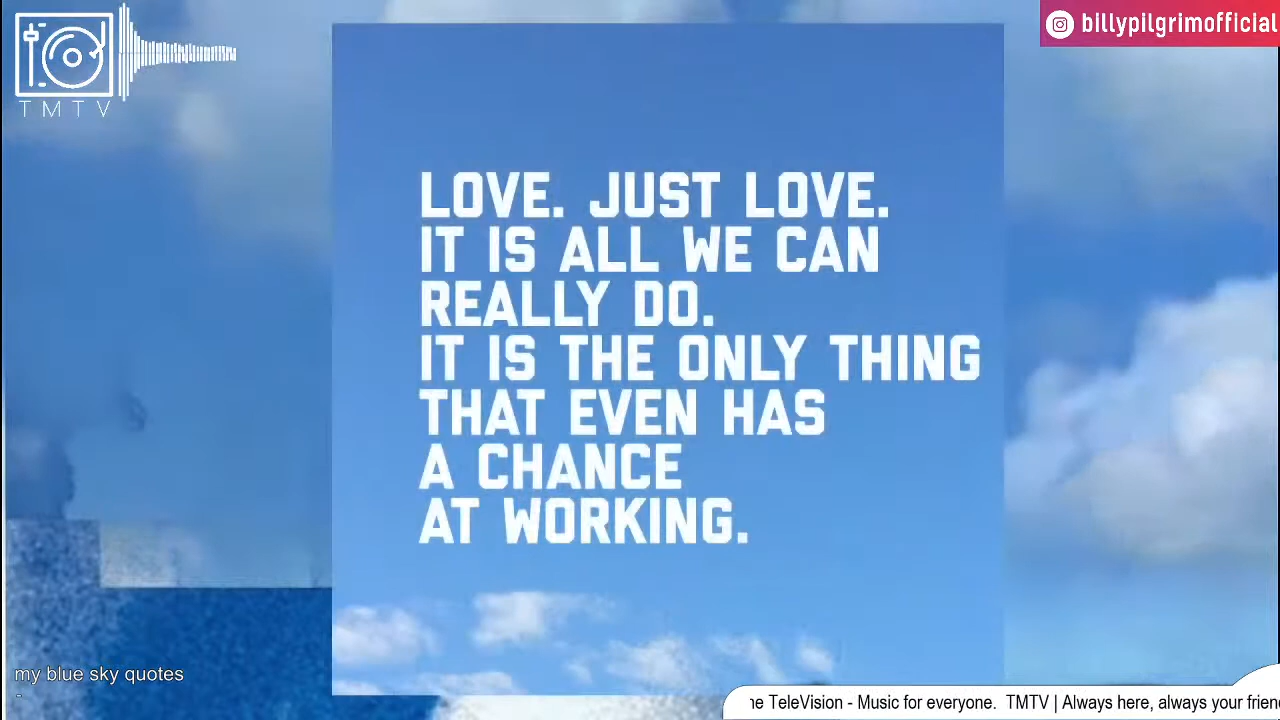 TMTV
billypilgrimofficial
LOVE. JUST LOVE.
IT IS ALL WE CAN
REALLY DO.
IT IS THE ONLY THING
THAT EVEN HAS
A CHANCE
AT WORKING.
my blue sky quotes
-
TeleVision - Music for everyone. TMTV | Always here, always your